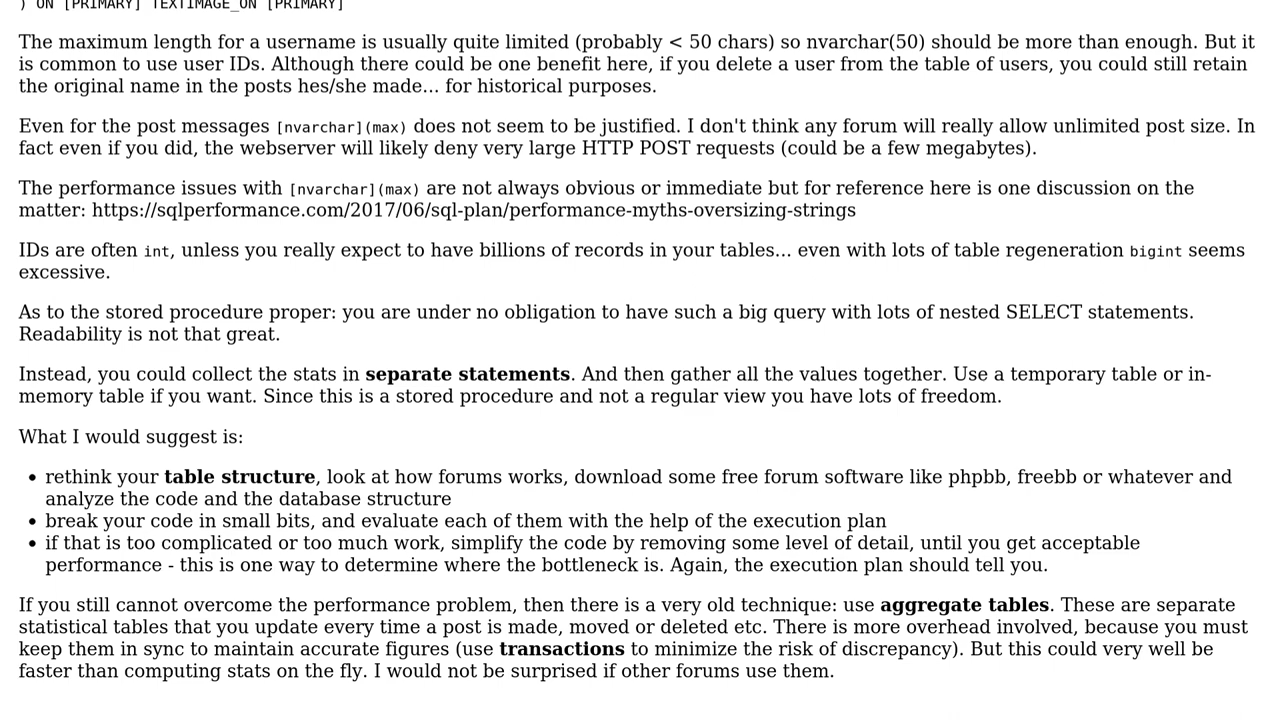 ) ON [PRIMARY] TEXTIMAGE_ON [PRIMARY]
The maximum length for a username is usually quite limited (probably < 50 chars) so nvarchar(50) should be more than enough. But it
is common to use user IDs. Although there could be one benefit here, if you delete a user from the table of users, you could still retain
the original name in the posts hes/she made... for historical purposes.
Even for the post messages [nvarchar](max) does not seem to be justified. I don't think any forum will really allow unlimited post size. In
fact even if you did, the webserver will likely deny very large HTTP POST requests (could be a few megabytes).
The performance issues with [nvarchar](max) are not always obvious or immediate but for reference here is one discussion on the
matter: https://sqlperformance.com/2017/06/sql-plan/performance-myths-oversizing-strings
IDs are often int, unless you really expect to have billions of records in your tables... even with lots of table regeneration bigint seems
excessive.
As to the stored procedure proper: you are under no obligation to have such a big query with lots of nested SELECT statements.
Readability is not that great.
Instead, you could collect the stats in separate statements. And then gather all the values together. Use a temporary table or in-
memory table if you want. Since this is a stored procedure and not a regular view you have lots of freedom.
What I would suggest is:
• rethink your table structure, look at how forums works, download some free forum software like phpbb, freebb or whatever and
analyze the code and the database structure
• break your code in small bits, and evaluate each of them with the help of the execution plan
• if that is too complicated or too much work, simplify the code by removing some level of detail, until you get acceptable
performance - this is one way to determine where the bottleneck is. Again, the execution plan should tell you.
If you still cannot overcome the performance problem, then there is a very old technique: use aggregate tables. These are separate
statistical tables that you update every time a post is made, moved or deleted etc. There is more overhead involved, because you must
keep them in sync to maintain accurate figures (use transactions to minimize the risk of discrepancy). But this could very well be
faster than computing stats on the fly. I would not be surprised if other forums use them.